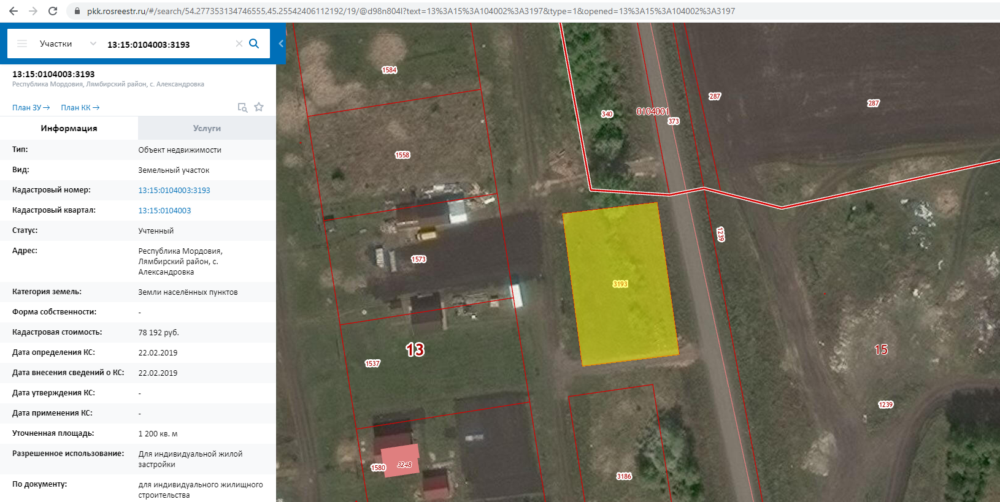 pkk.rosreestr.ru/#/search/54.277353134746555,45.25542406112192/19/@d98n804l?text=13%3A15%3A104002%3A3197&type=1&opened=13%3A15%3A104002%3A3197
Участки 13:15:0104003:3193
13:15:0104003:3193
Республика Мордовия, Лямбирский район, с. Александровка
План ЗУ → План КК →
Информация Услуги
Тип: Объект недвижимости
Вид: Земельный участок
Кадастровый номер: 13:15:0104003:3193
Кадастровый квартал: 13:15:0104003
Статус: Учтенный
Адрес: Республика Мордовия,
Лямбирский район, с.
Александровка
Категория земель: Земли населённых пунктов
Форма собственности: -
Кадастровая стоимость: 78 192 руб.
Дата определения КС: 22.02.2019
Дата внесения сведений о КС: 22.02.2019
Дата утверждения КС: -
Дата применения КС: -
Уточненная площадь: 1 200 кв. м
Разрешенное использование: Для индивидуальной жилой
застройки
По документу: для индивидуального жилищного
строительства
1584
287
287
340
0104001
373
1558
1239
1573
3193
13
15
1537
1239
1580
3248
3186